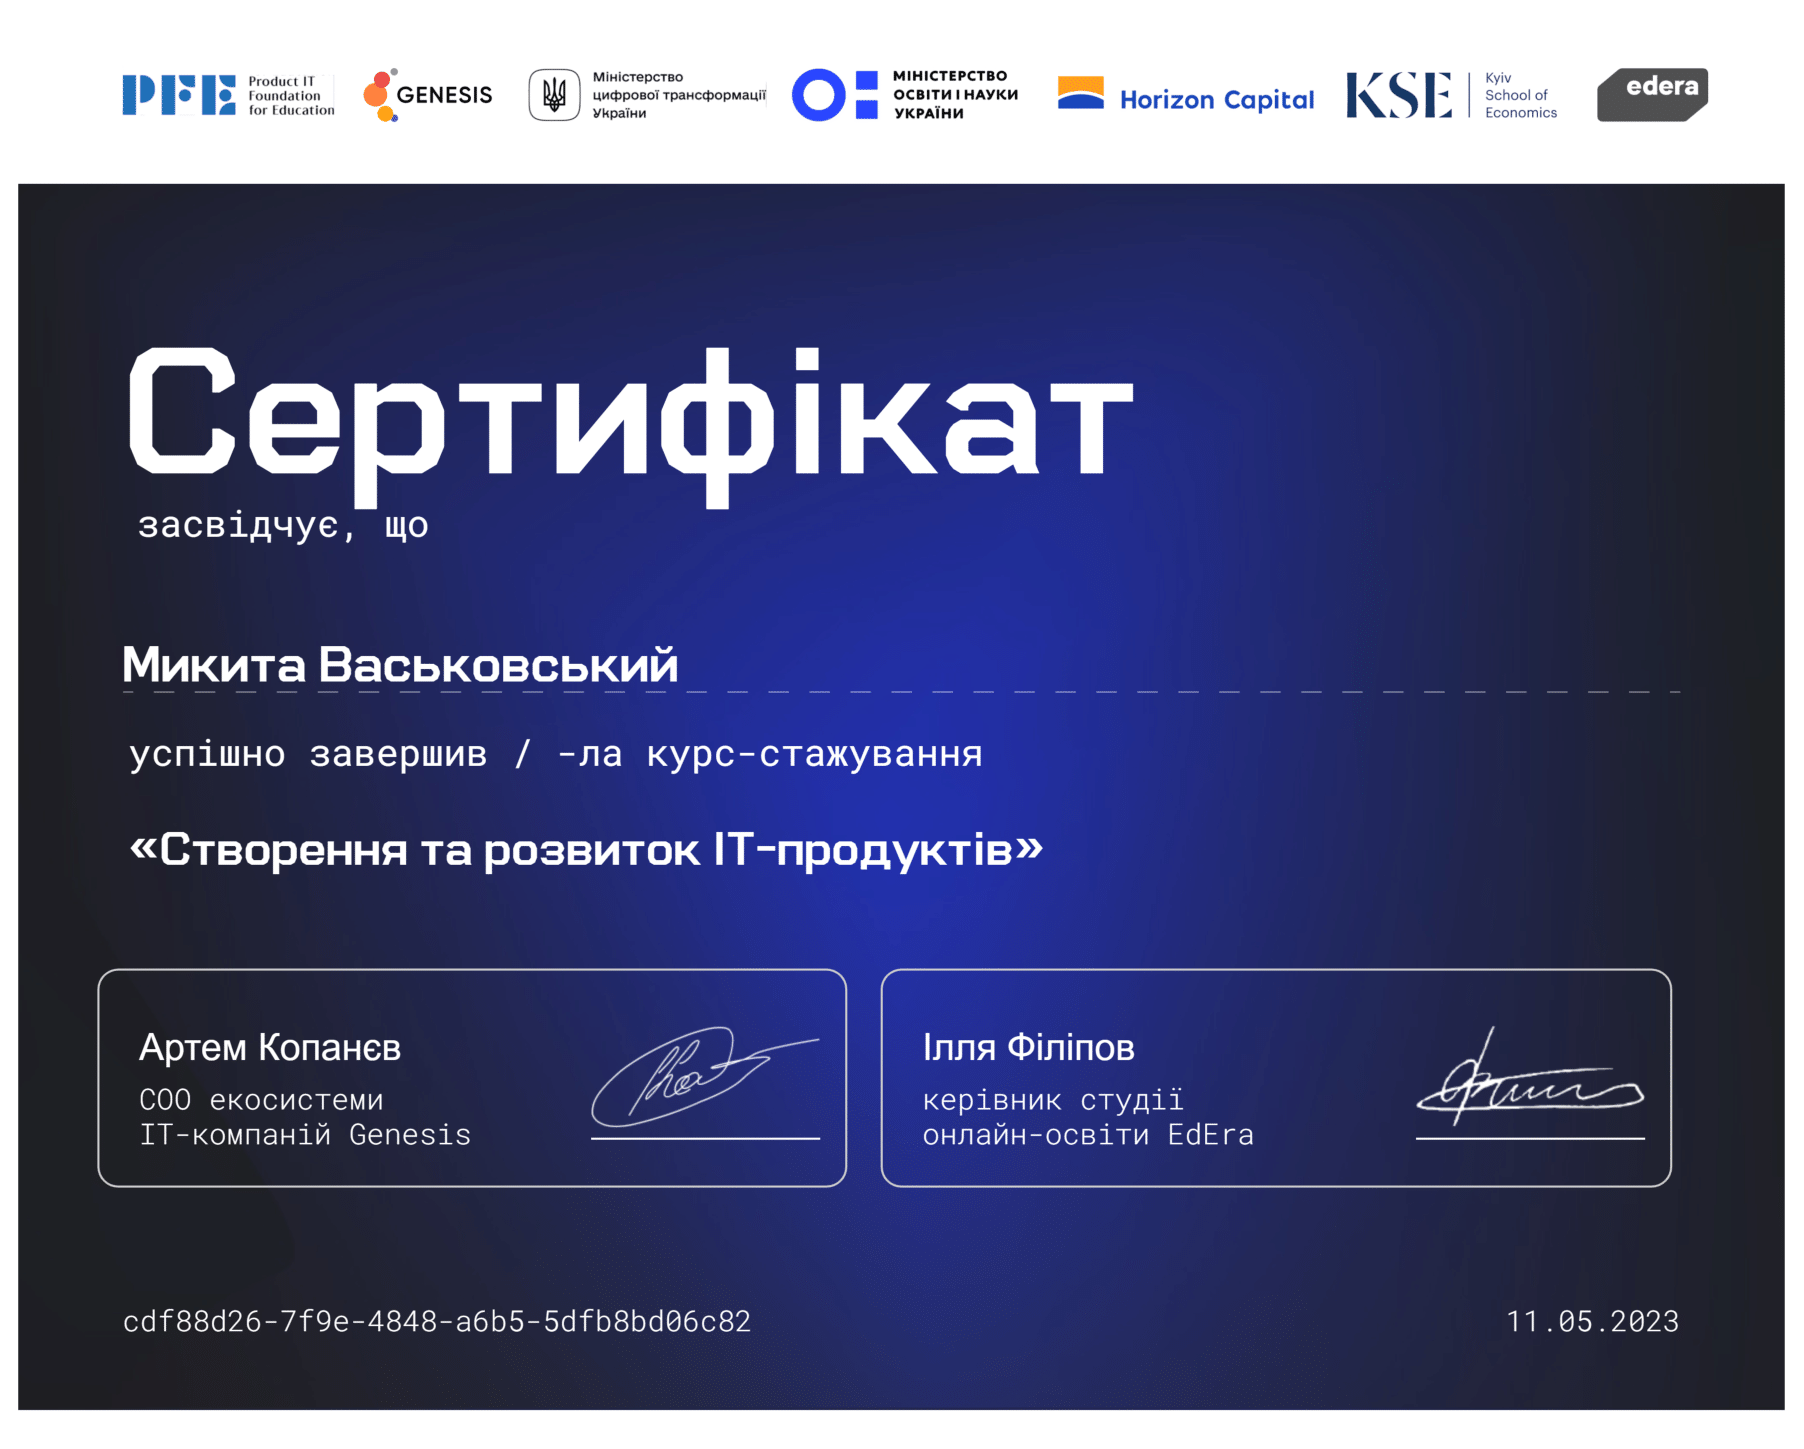 PFE
Product IT
Foundation
for Education
GENESIS
Міністерство
цифрової трансформації
України
МІНІСТЕРСТВО
ОСВІТИ І НАУКИ
УКРАЇНИ
Horizon Capital
KSE
Kyiv
School of
Economics
edera
Сертифікат
засвідчує, що
Микита Васьковський
успішно завершив / -ла курс-стажування
«Створення та розвиток ІТ-продуктів»
Артем Копанєв
COO екосистеми
ІТ-компаній Genesis
Ілля Філіпов
керівник студії
онлайн-освіти EdEra
cdf88d26-7f9e-4848-a6b5-5dfb8bd06c82
11.05.2023